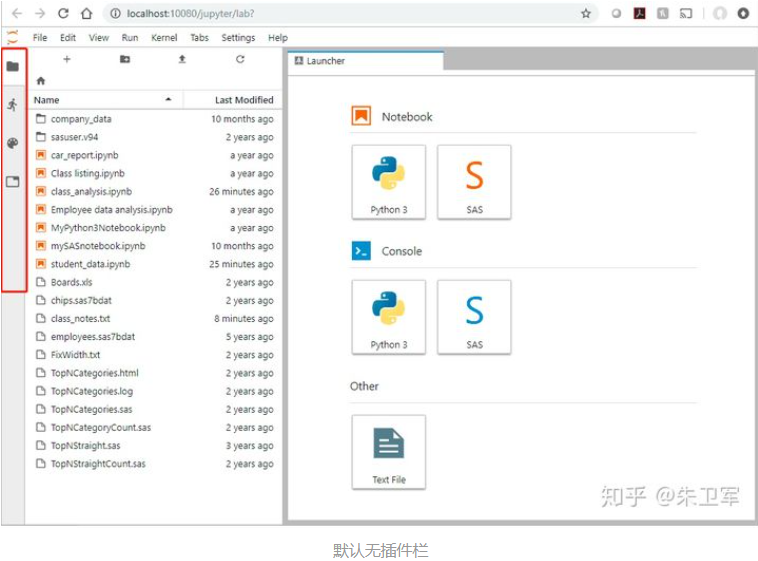 localhost:10080/jupyter/lab?
File Edit View Run Kernel Tabs Settings Help
Launcher
Name Last Modified
company_data 10 months ago
sasuser.v94 2 years ago
car_report.ipynb a year ago
Class listing.ipynb a year ago
class_analysis.ipynb 26 minutes ago
Employee data analysis.ipynb a year ago
MyPython3Notebook.ipynb a year ago
mySASnotebook.ipynb 10 months ago
student_data.ipynb 25 minutes ago
Boards.xls 2 years ago
chips.sas7bdat 2 years ago
class_notes.txt 8 minutes ago
employees.sas7bdat 5 years ago
FixWidth.txt 2 years ago
TopNCategories.html 2 years ago
TopNCategories.log 2 years ago
TopNCategories.sas 2 years ago
TopNCategoryCount.sas 2 years ago
TopNStraight.sas 3 years ago
TopNStraightCount.sas 2 years ago
Notebook
Python 3 S SAS
Console
Python 3 S SAS
Other
Text File
知乎 @朱卫军
默认无插件栏